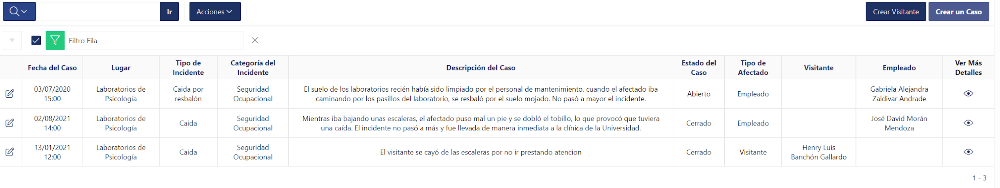 Ir
Acciones
Crear Visitante
Crear un Caso
Filtro Fila
Fecha del Caso
Lugar
Tipo de
Incidente
Categoría del
Incidente
Descripción del Caso
Estado del
Caso
Tipo de
Afectado
Visitante
Empleado
Ver Más
Detalles
03/07/2020
15:00
Laboratorios de
Psicología
Caida por
resbalón
Seguridad
Ocupacional
El suelo de los laboratorios recién había sido limpiado por el personal de mantenimiento, cuando el afectado iba
caminando por los pasillos del laboratorio, se resbaló por el suelo mojado. No pasó a mayor el incidente.
Abierto
Empleado
Gabriela Alejandra
Zaldivar Andrade
02/08/2021
14:00
Laboratorios de
Psicología
Caida
Seguridad
Ocupacional
Mientras iba bajando unas escaleras, el afectado puso mal un pie y se dobló el tobillo, lo que provocó que tuviera
una caída. El incidente no pasó a más y fue llevada de manera inmediata a la clínica de la Universidad.
Cerrado
Empleado
José David Morán
Mendoza
13/01/2021
12:00
Laboratorios de
Psicología
Caida
Seguridad
Ocupacional
El visitante se cayó de las escaleras por no ir prestando atencion
Cerrado
Visitante
Henry Luis
Banchón Gallardo
1 - 3